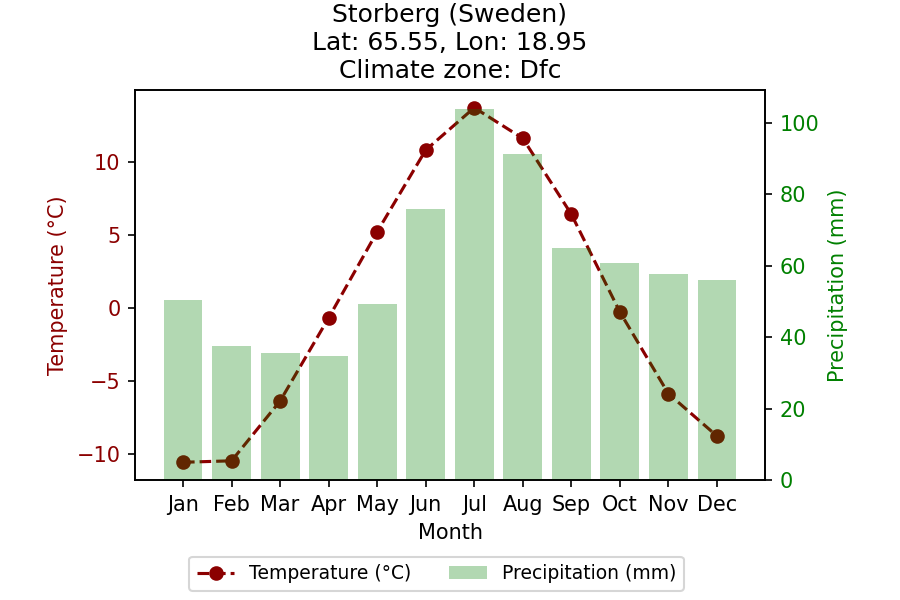 Storberg (Sweden)
Lat: 65.55, Lon: 18.95
Climate zone: Dfc
Temperature (°C)
10
5
0
−5
−10
100
80
60
40
20
0
Precipitation (mm)
Jan Feb Mar Apr May Jun Jul Aug Sep Oct Nov Dec
Month
Temperature (°C) Precipitation (mm)